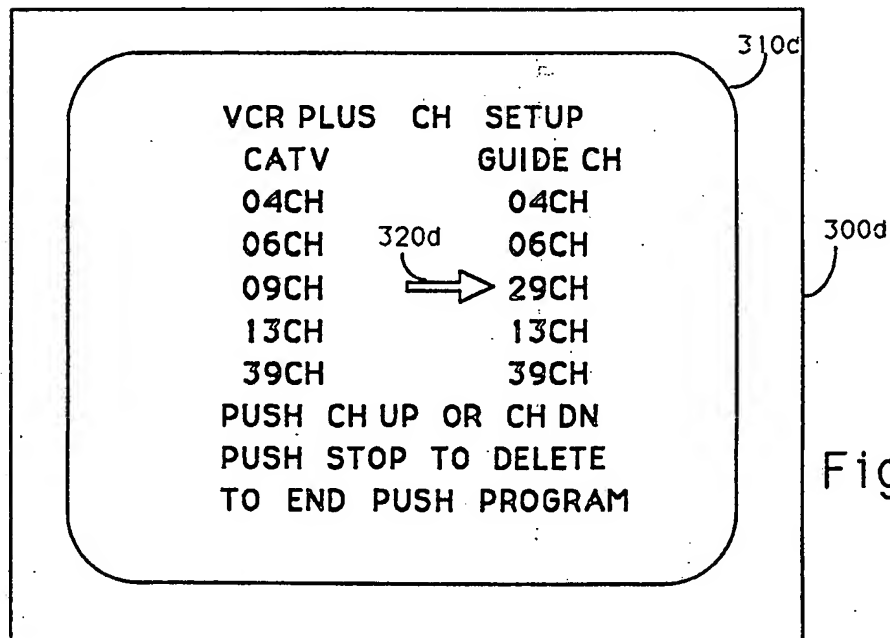 310d
VCR PLUS CH SETUP
CATV GUIDE CH
04CH 04CH
06CH 320d 06CH
300d
09CH 29CH
13CH 13CH
39CH 39CH
PUSH CH UP OR CH DN
PUSH STOP TO DELETE
Fig
TO END PUSH PROGRAM